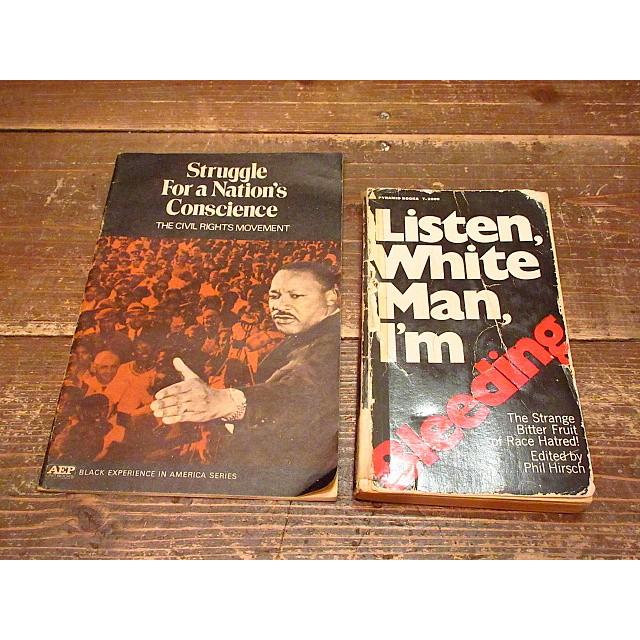 Struggle
For a Nation's
Conscience
THE CIVIL RIGHTS MOVEMENT
AEP
BLACK EXPERIENCE IN AMERICA SERIES
PYRAMID BOOKS
Listen,
White
Man,
I'm
Bleeding
The Strange
Bitter Fruit
of Race Hatred!
Edited by
Phil Hirsch